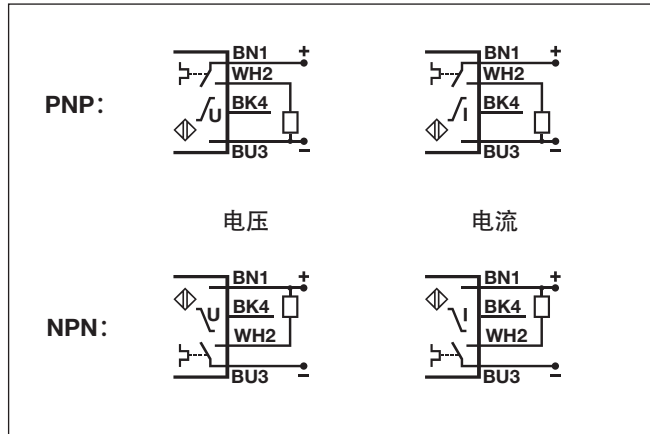 BN1 +
WH2
PNP:
BK4
U
BU3 −
BN1 +
WH2
BK4
I
BU3 −
电压 电流
BN1 +
BK4
U
NPN:
WH2
BU3 −
BN1 +
BK4
I
WH2
BU3 −